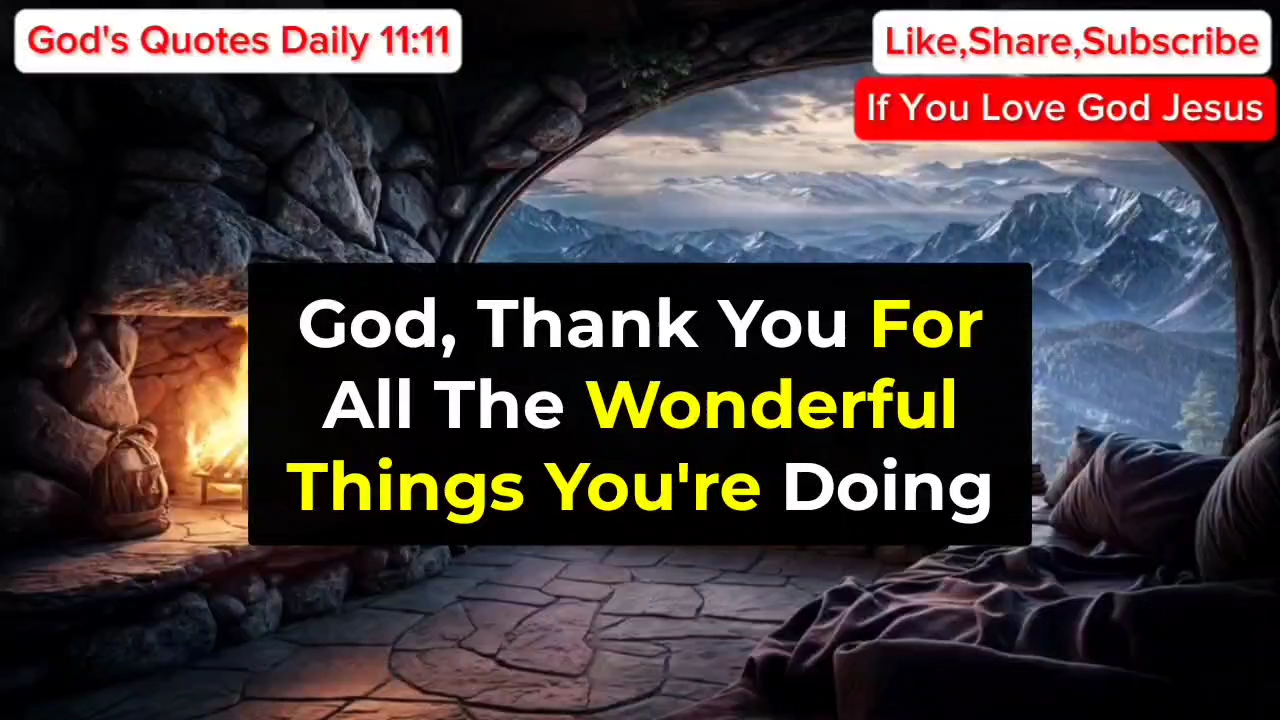 God's Quotes Daily 11:11
Like,Share,Subscribe
If You Love God Jesus
God, Thank You For
All The Wonderful
Things You're Doing